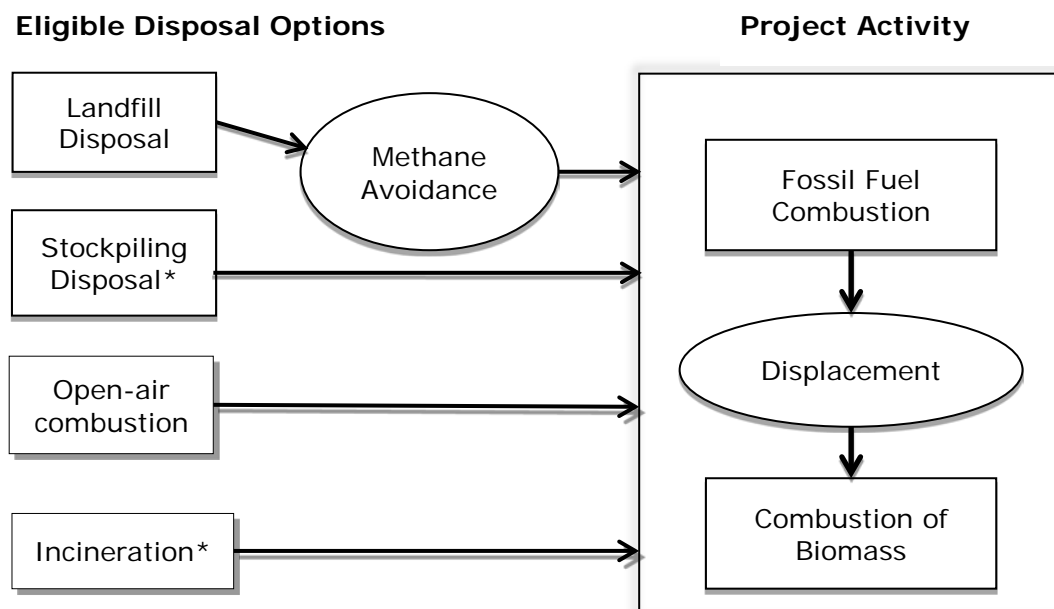 Eligible Disposal Options
Project Activity
Landfill
Disposal
Methane
Avoidance
Stockpiling
Disposal*
Open-air
combustion
Incineration*
Fossil Fuel
Combustion
Displacement
Combustion of
Biomass